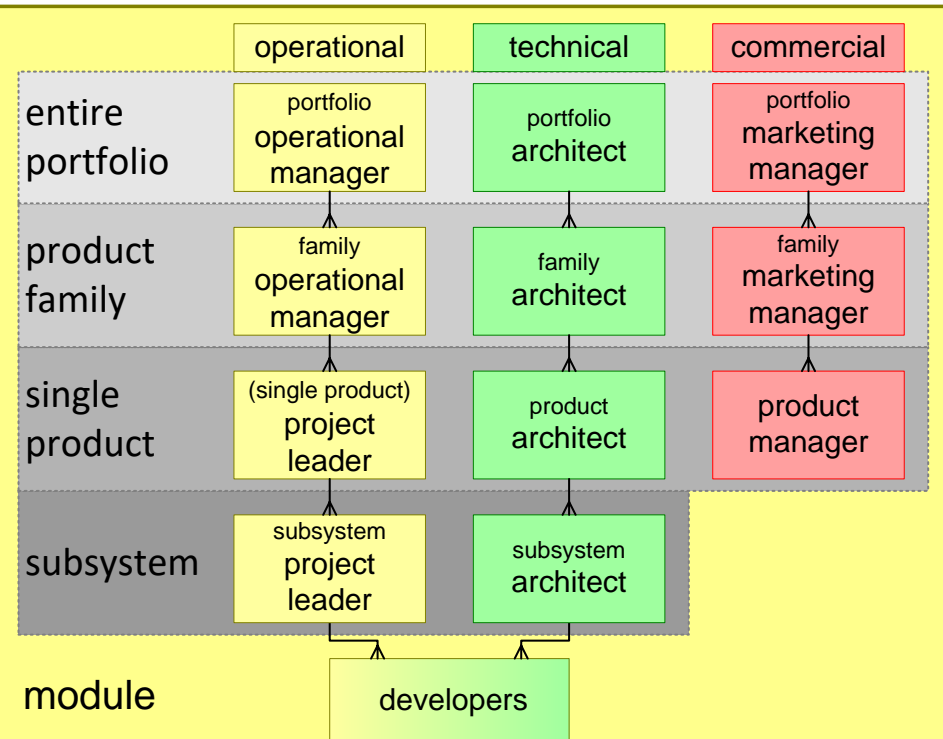 operational
technical
commercial
entire
portfolio
portfolio
operational
manager
portfolio
architect
portfolio
marketing
manager
product
family
family
operational
manager
family
architect
family
marketing
manager
single
product
(single product)
project
leader
product
architect
product
manager
subsystem
subsystem
project
leader
subsystem
architect
module
developers